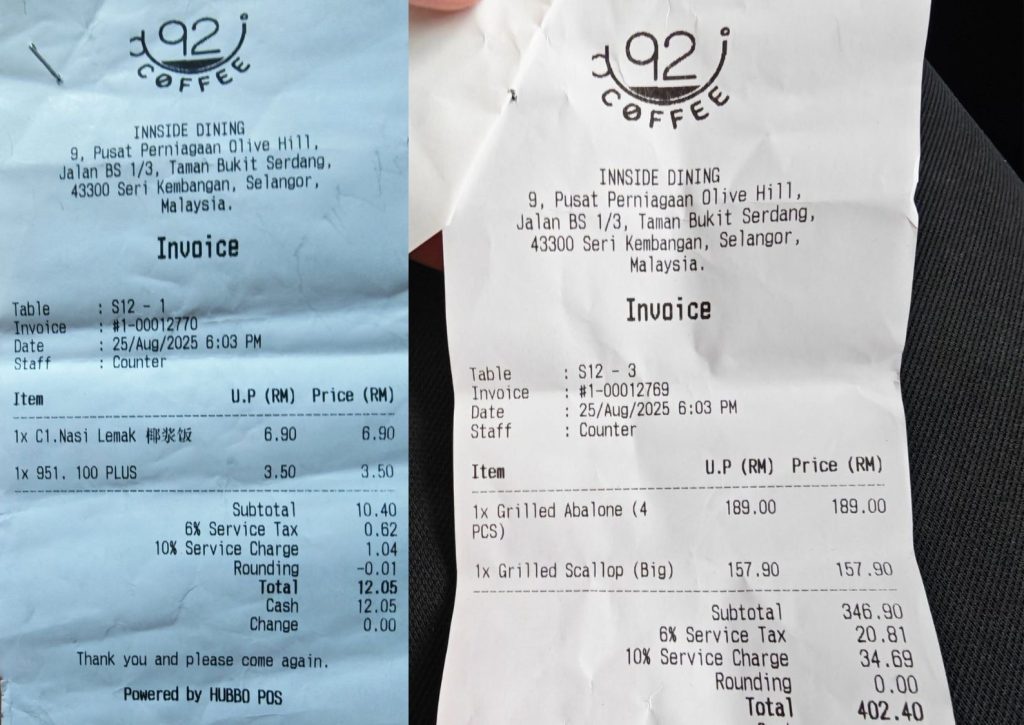 92
COFFEE
INNSIDE DINING
9, Pusat Perniagaan Olive Hill,
Jalan BS 1/3, Taman Bukit Serdang,
43300 Seri Kembangan, Selangor,
Malaysia.
Invoice
Table : S12 - 1
Invoice : #1-00012770
Date : 25/Aug/2025 6:03 PM
Staff : Counter
Item U.P (RM) Price (RM)
1x C1.Nasi Lemak 椰浆饭 6.90 6.90
1x 951. 100 PLUS 3.50 3.50
Subtotal 10.40
6% Service Tax 0.62
10% Service Charge 1.04
Rounding -0.01
Total 12.05
Cash 12.05
Change 0.00
Thank you and please come again.
Powered by HUBBO POS
92
COFFEE
INNSIDE DINING
9, Pusat Perniagaan Olive Hill,
Jalan BS 1/3, Taman Bukit Serdang,
43300 Seri Kembangan, Selangor,
Malaysia.
Invoice
Table : S12 - 3
Invoice : #1-00012769
Date : 25/Aug/2025 6:03 PM
Staff : Counter
Item U.P (RM) Price (RM)
1x Grilled Abalone (4 189.00 189.00
PCS)
1x Grilled Scallop (Big) 157.90 157.90
Subtotal 346.90
6% Service Tax 20.81
10% Service Charge 34.69
Rounding 0.00
Total 402.40